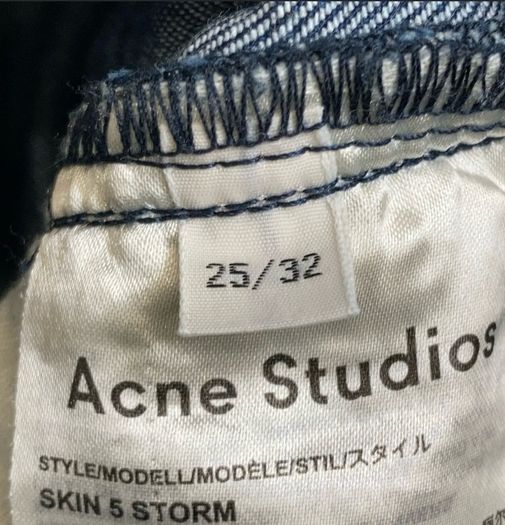 25/32
Acne Studios
STYLE/MODELL/MODÈLE/STIL/スタイル
SKIN 5 STORM